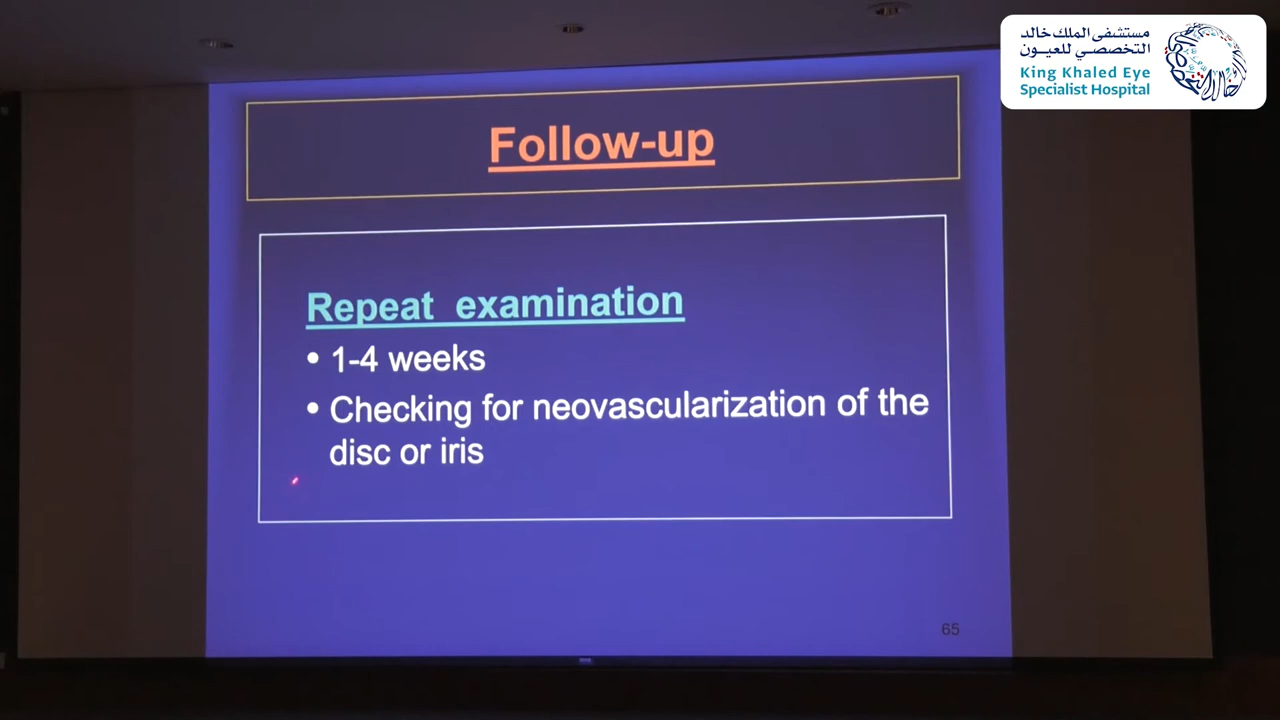 مستشفى الملك خالد
التخصصي للعيون
King Khaled Eye
Specialist Hospital
Follow-up
Repeat examination
• 1-4 weeks
• Checking for neovascularization of the
disc or iris
65